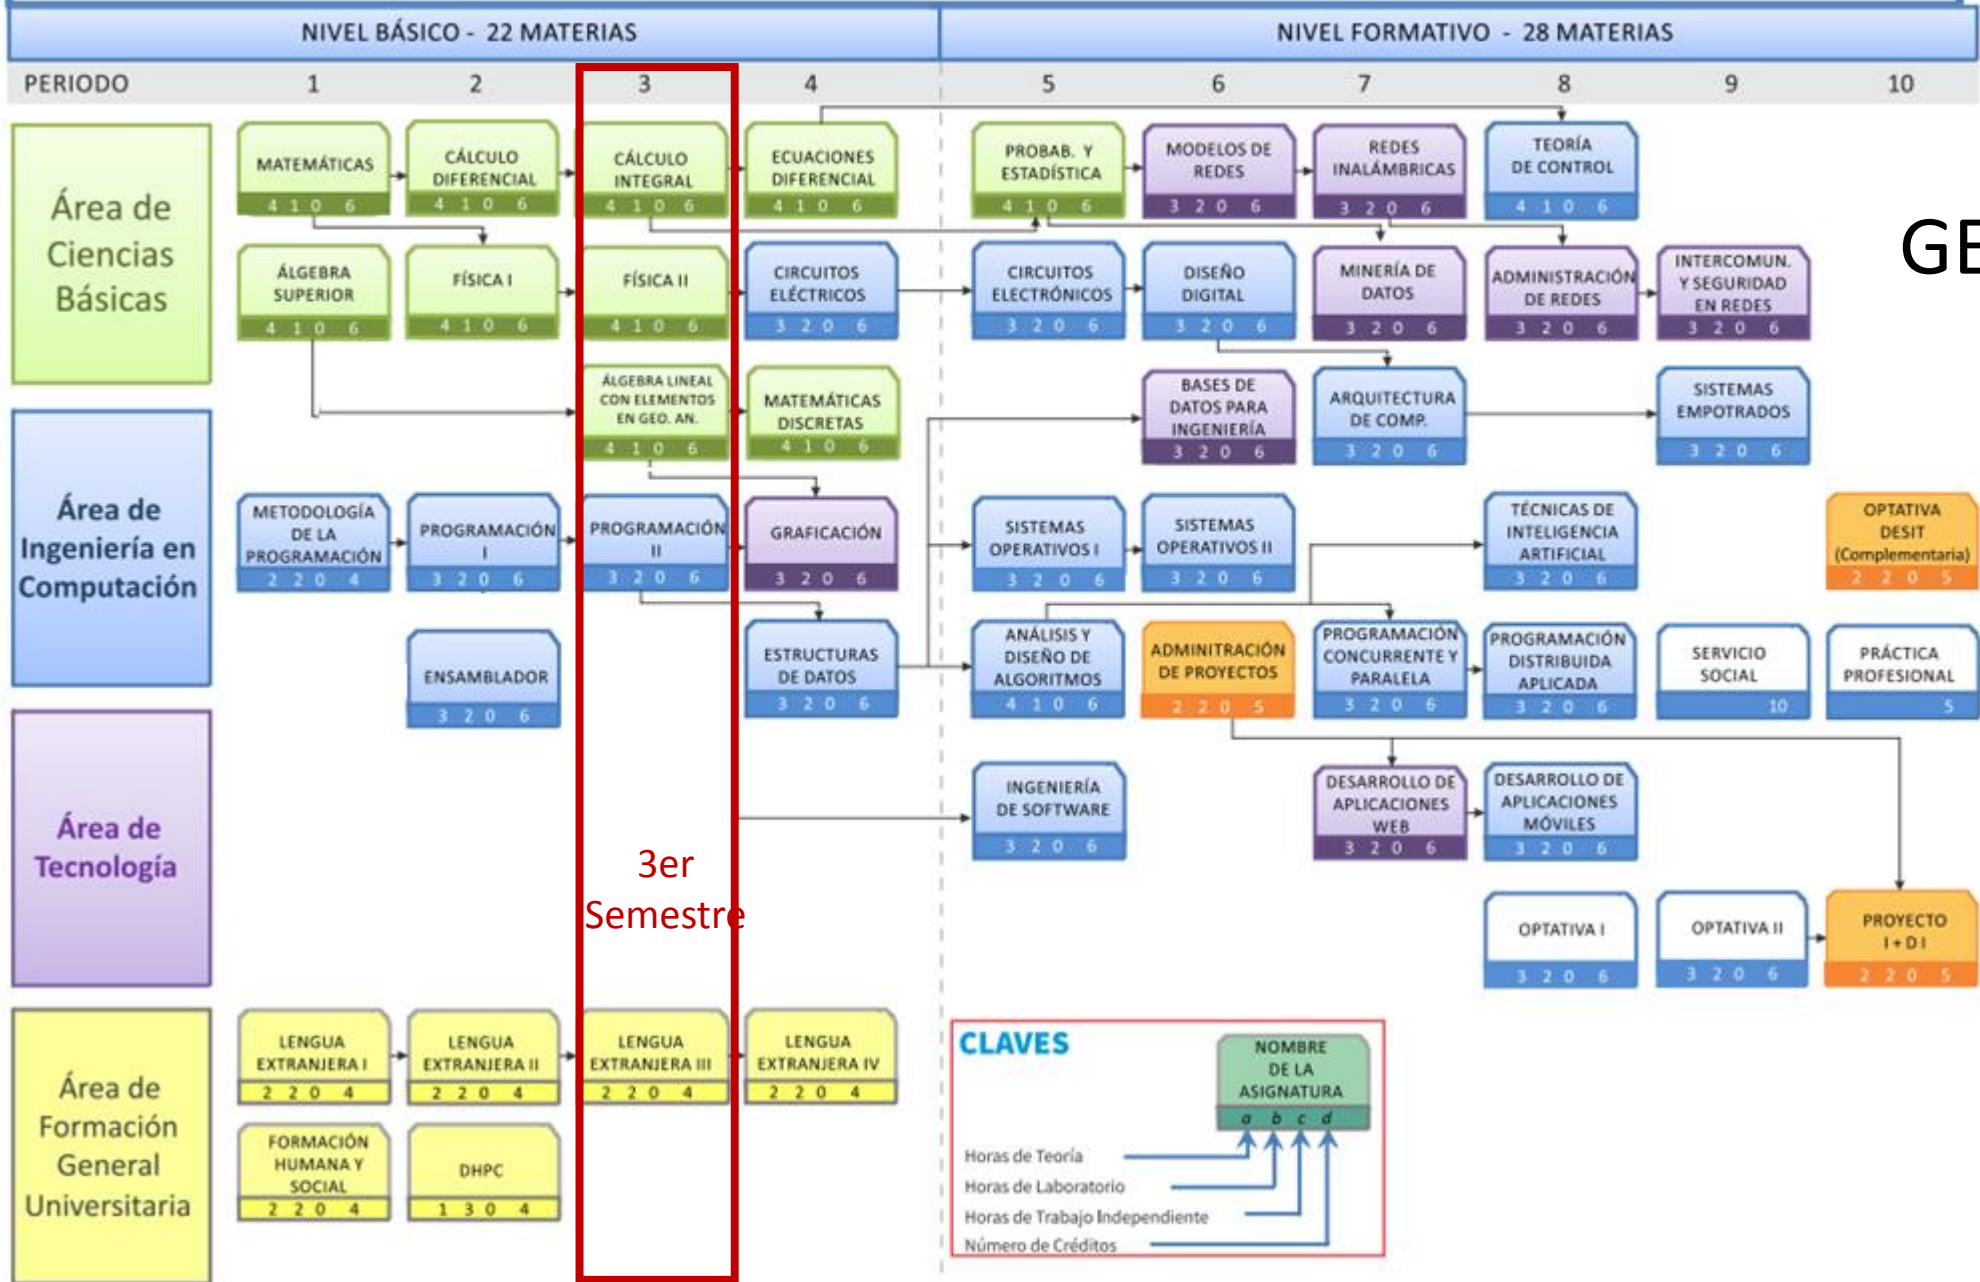 NIVEL BÁSICO - 22 MATERIAS
NIVEL FORMATIVO - 28 MATERIAS
PERIODO 1 2 3 4 5 6 7 8 9 10
Área de
Ciencias
Básicas
MATEMÁTICAS
4 1 0 6
CÁLCULO
DIFERENCIAL
4 1 0 6
CÁLCULO
INTEGRAL
4 1 0 6
ECUACIONES
DIFERENCIAL
4 1 0 6
PROBAB. Y
ESTADÍSTICA
4 1 0 6
MODELOS DE
REDES
3 2 0 6
REDES
INALÁMBRICAS
3 2 0 6
TEORÍA
DE CONTROL
4 1 0 6
GE
ÁLGEBRA
SUPERIOR
4 1 0 6
FÍSICA I
4 1 0 6
FÍSICA II
4 1 0 6
CIRCUITOS
ELÉCTRICOS
3 2 0 6
CIRCUITOS
ELECTRÓNICOS
3 2 0 6
DISEÑO
DIGITAL
3 2 0 6
MINERÍA DE
DATOS
3 2 0 6
ADMINISTRACIÓN
DE REDES
3 2 0 6
INTERCOMUN.
Y SEGURIDAD
EN REDES
3 2 0 6
ÁLGEBRA LINEAL
CON ELEMENTOS
EN GEO. AN.
4 1 0 6
MATEMÁTICAS
DISCRETAS
4 1 0 6
BASES DE
DATOS PARA
INGENIERÍA
3 2 0 6
ARQUITECTURA
DE COMP.
3 2 0 6
SISTEMAS
EMPOTRADOS
3 2 0 6
Área de
Ingeniería en
Computación
METODOLOGÍA
DE LA
PROGRAMACIÓN
2 2 0 4
PROGRAMACIÓN
I
3 2 0 6
PROGRAMACIÓN
II
3 2 0 6
GRAFICACIÓN
3 2 0 6
SISTEMAS
OPERATIVOS I
3 2 0 6
SISTEMAS
OPERATIVOS II
3 2 0 6
TÉCNICAS DE
INTELIGENCIA
ARTIFICIAL
3 2 0 6
OPTATIVA
DESIT
(Complementaria)
2 2 0 5
ENSAMBLADOR
3 2 0 6
ESTRUCTURAS
DE DATOS
3 2 0 6
ANÁLISIS Y
DISEÑO DE
ALGORITMOS
4 1 0 6
ADMINITRACIÓN
DE PROYECTOS
2 2 0 5
PROGRAMACIÓN
CONCURRENTE Y
PARALELA
3 2 0 6
PROGRAMACIÓN
DISTRIBUIDA
APLICADA
3 2 0 6
SERVICIO
SOCIAL
10
PRÁCTICA
PROFESIONAL
5
Área de
Tecnología
3er
Semestre
INGENIERÍA
DE SOFTWARE
3 2 0 6
DESARROLLO DE
APLICACIONES
WEB
3 2 0 6
DESARROLLO DE
APLICACIONES
MÓVILES
3 2 0 6
OPTATIVA I
3 2 0 6
OPTATIVA II
3 2 0 6
PROYECTO
I + D I
2 2 0 5
Área de
Formación
General
Universitaria
LENGUA
EXTRANJERA I
2 2 0 4
LENGUA
EXTRANJERA II
2 2 0 4
LENGUA
EXTRANJERA III
2 2 0 4
LENGUA
EXTRANJERA IV
2 2 0 4
FORMACIÓN
HUMANA Y
SOCIAL
2 2 0 4
DHPC
1 3 0 4
CLAVES
NOMBRE
DE LA
ASIGNATURA
a b c d
Horas de Teoría
Horas de Laboratorio
Horas de Trabajo Independiente
Número de Créditos